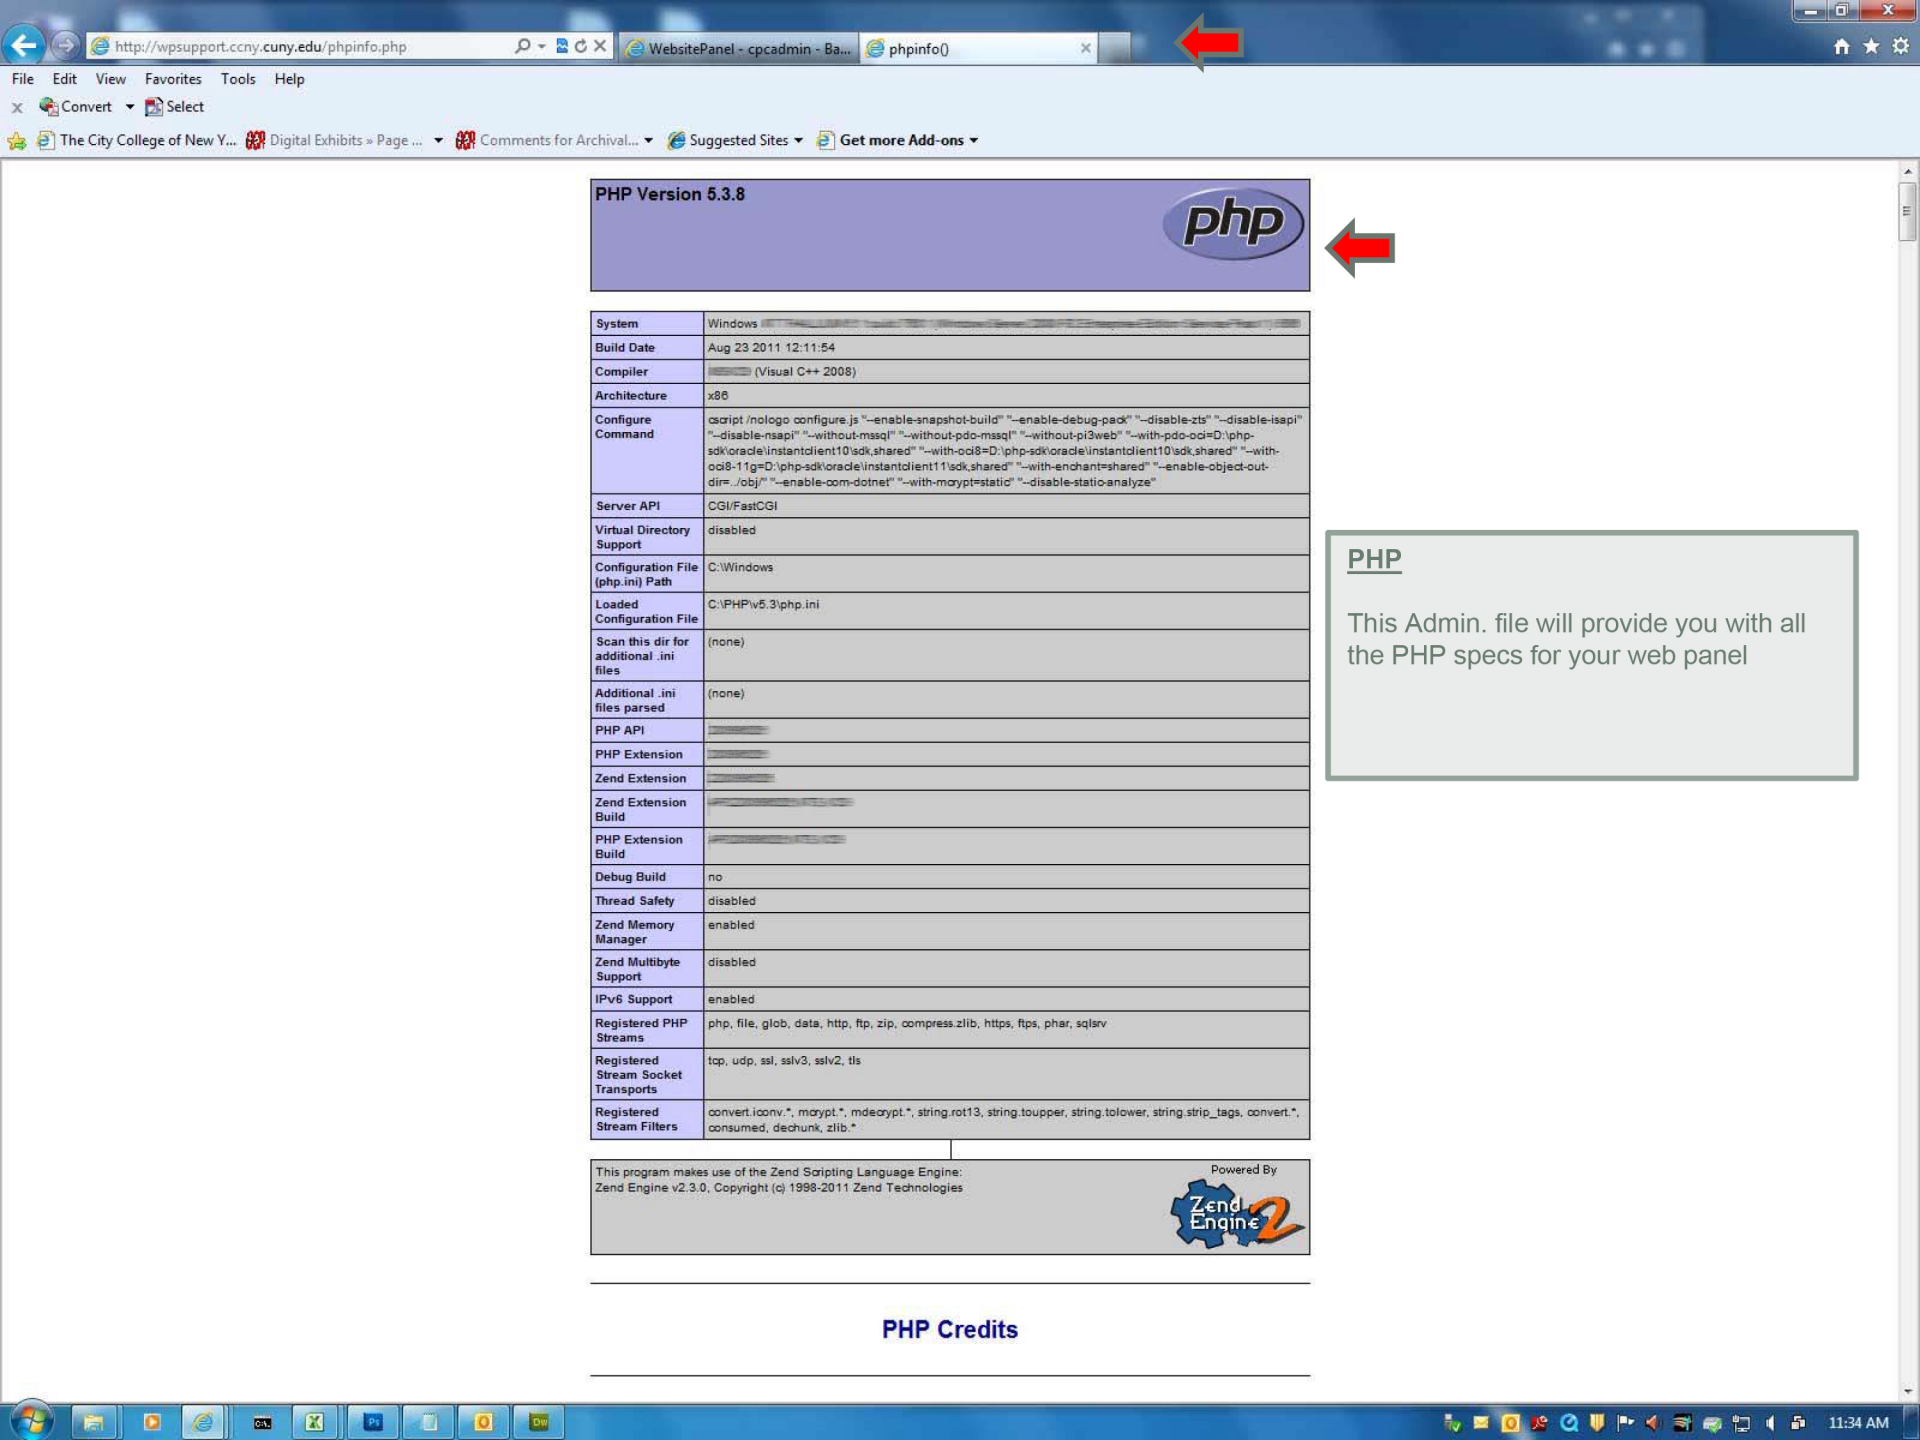 http://wpsupport.ccny.cuny.edu/phpinfo.php
WebsitePanel - cpcadmin - Ba...
phpinfo()
File Edit View Favorites Tools Help
x Convert Select
The City College of New Y... Digital Exhibits » Page ... Comments for Archival... Suggested Sites Get more Add-ons
PHP Version 5.3.8
php
System Windows
Build Date Aug 23 2011 12:11:54
Compiler (Visual C++ 2008)
Architecture x86
Configure Command
cscript /nologo configure.js "--enable-snapshot-build" "--enable-debug-pack" "--disable-zts" "--disable-isapi"
"--disable-nsapi" "--without-mssql" "--without-pdo-mssql" "--without-pi3web" "--with-pdo-oci=D:\php-
sdk\oracle\instantclient10\sdk,shared" "--with-oci8=D:\php-sdk\oracle\instantclient10\sdk,shared" "--with-
oci8-11g=D:\php-sdk\oracle\instantclient11\sdk,shared" "--with-enchant=shared" "--enable-object-out-
dir=../obj/" "--enable-com-dotnet" "--with-mcrypt=static" "--disable-static-analyze"
Server API CGI/FastCGI
Virtual Directory Support disabled
Configuration File (php.ini) Path C:\Windows
Loaded Configuration File C:\PHP\v5.3\php.ini
Scan this dir for additional .ini files (none)
Additional .ini files parsed (none)
PHP API
PHP Extension
Zend Extension
Zend Extension Build
PHP Extension Build
Debug Build no
Thread Safety disabled
Zend Memory Manager enabled
Zend Multibyte Support disabled
IPv6 Support enabled
Registered PHP Streams php, file, glob, data, http, ftp, zip, compress.zlib, https, ftps, phar, sqlsrv
Registered Stream Socket Transports tcp, udp, ssl, sslv3, sslv2, tls
Registered Stream Filters
convert.iconv.*, mcrypt.*, mdecrypt.*, string.rot13, string.toupper, string.tolower, string.strip_tags, convert.*,
consumed, dechunk, zlib.*
This program makes use of the Zend Scripting Language Engine:
Zend Engine v2.3.0, Copyright (c) 1998-2011 Zend Technologies
Powered By
Zend
Engine 2
PHP Credits
PHP
This Admin. file will provide you with all
the PHP specs for your web panel
Ps
Dw
11:34 AM